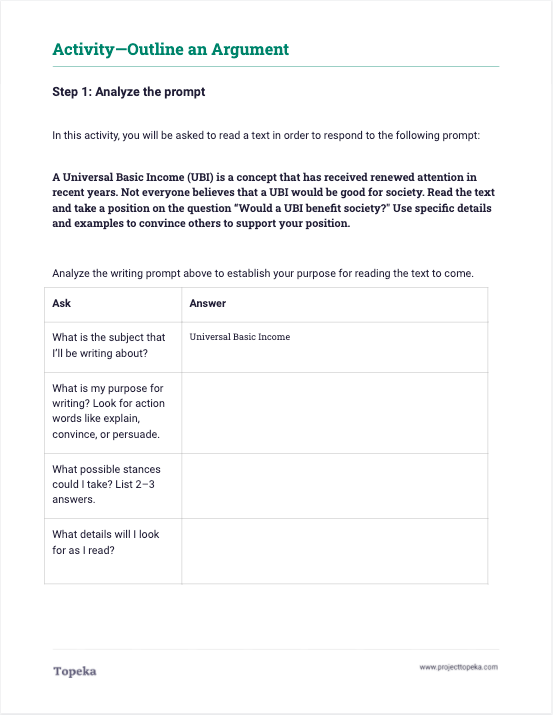 Activity—Outline an Argument
Step 1: Analyze the prompt
In this activity, you will be asked to read a text in order to respond to the following prompt:
A Universal Basic Income (UBI) is a concept that has received renewed attention in
recent years. Not everyone believes that a UBI would be good for society. Read the text
and take a position on the question “Would a UBI benefit society?" Use specific details
and examples to convince others to support your position.
Analyze the writing prompt above to establish your purpose for reading the text to come.
Ask
Answer
What is the subject that
I’ll be writing about?
Universal Basic Income
What is my purpose for
writing? Look for action
words like explain,
convince, or persuade.
What possible stances
could I take? List 2–3
answers.
What details will I look
for as I read?
Topeka
www.projecttopeka.com